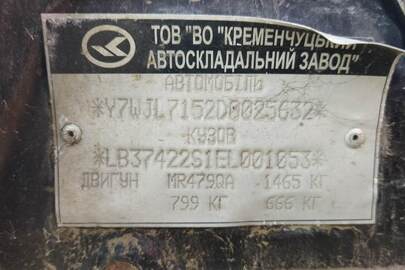 ТОВ "ВО "КРЕМЕНЧУЦЬКИЙ
АВТОСКЛАДАЛЬНИЙ ЗАВОД"
АВТОМОБІЛЬ
*Y7WJL7152D0025632*
КУЗОВ
*LB37422S1EL001053*
ДВИГУН MR479QA 1465 КГ
799 КГ 666 КГ